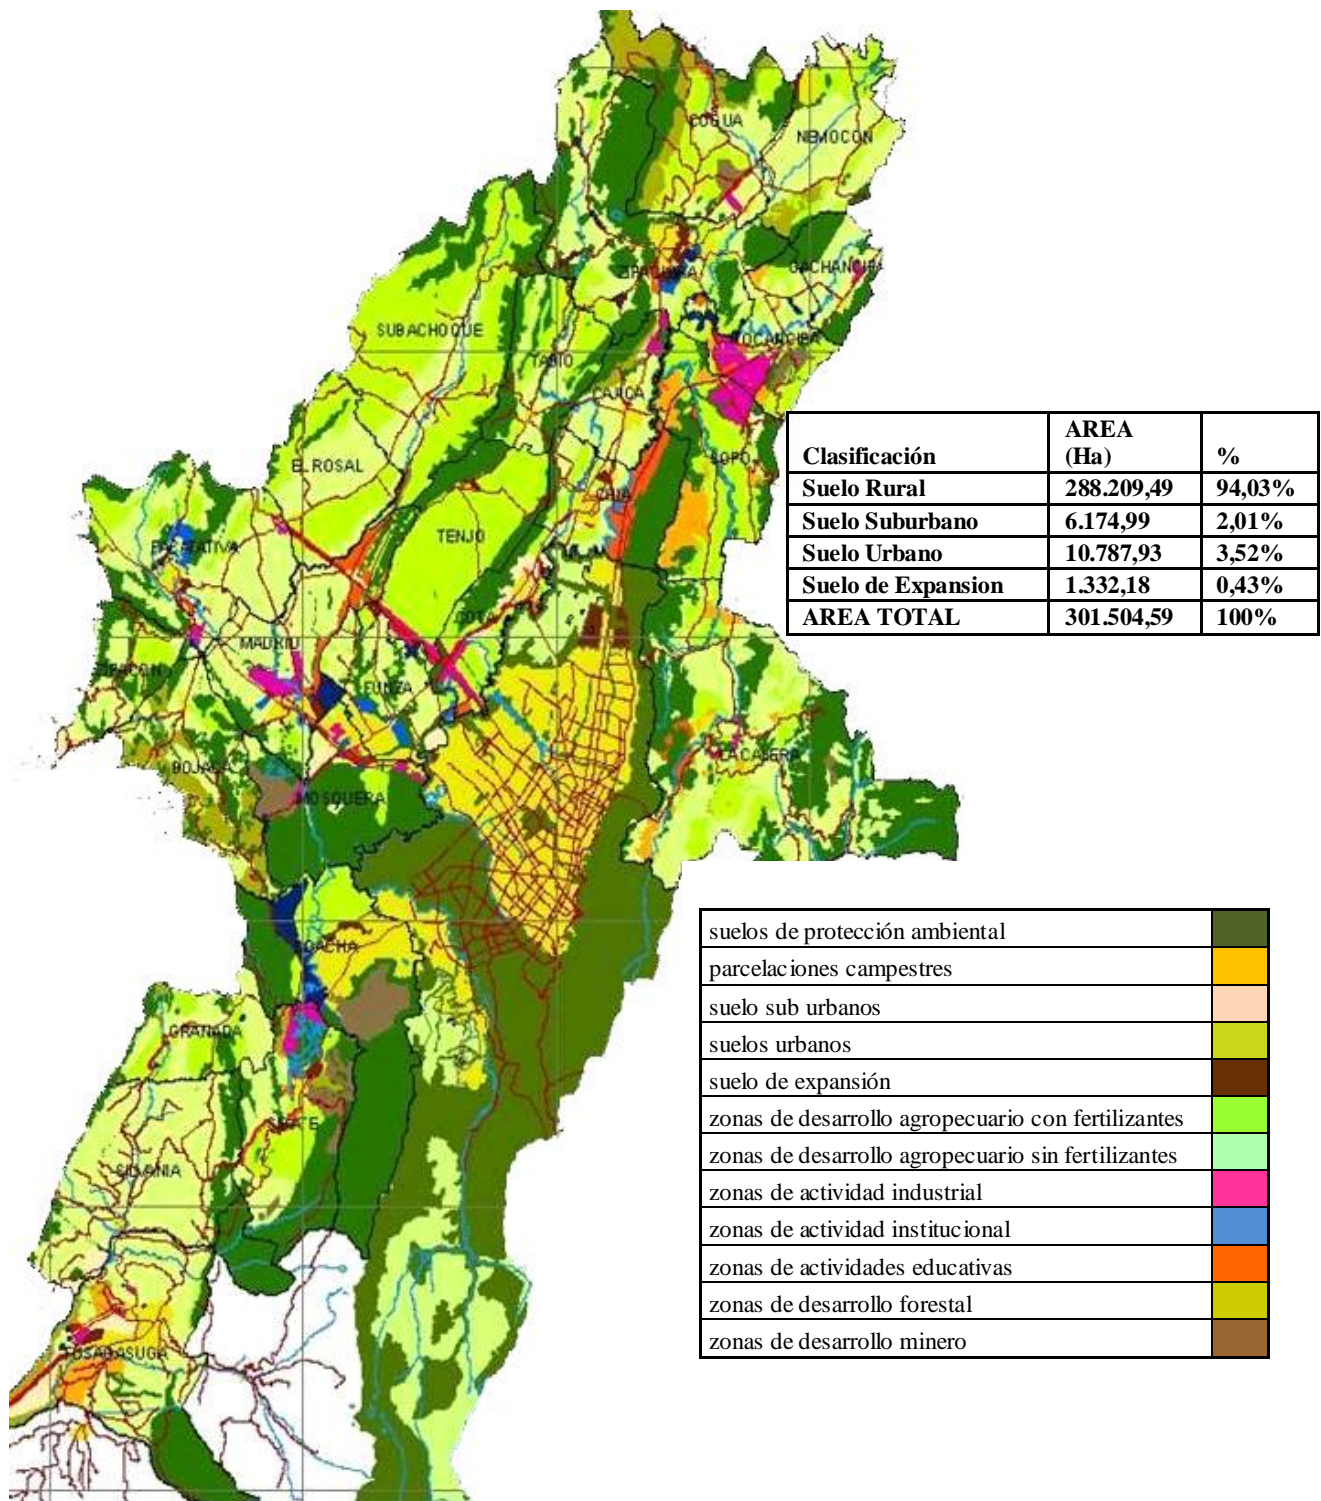 COGUA
NEMOCON
ZIPAQUIRA
GACHANCIPA
SUBACHOQUE
TOCANCIPA
TABIO
CAJICA
EL ROSAL
SOPO
CHIA
TENJO
FACATATIVA
COTA
MADRID
ZIPACON
FUNZA
BOJACA
LA CALERA
MOSQUERA
SOACHA
GRANADA
SIBATE
SILVANIA
FUSAGASUGA
Clasificación AREA (Ha) %
Suelo Rural 288.209,49 94,03%
Suelo Suburbano 6.174,99 2,01%
Suelo Urbano 10.787,93 3,52%
Suelo de Expansion 1.332,18 0,43%
AREA TOTAL 301.504,59 100%
suelos de protección ambiental
parcelaciones campestres
suelo sub urbanos
suelos urbanos
suelo de expansión
zonas de desarrollo agropecuario con fertilizantes
zonas de desarrollo agropecuario sin fertilizantes
zonas de actividad industrial
zonas de actividad institucional
zonas de actividades educativas
zonas de desarrollo forestal
zonas de desarrollo minero